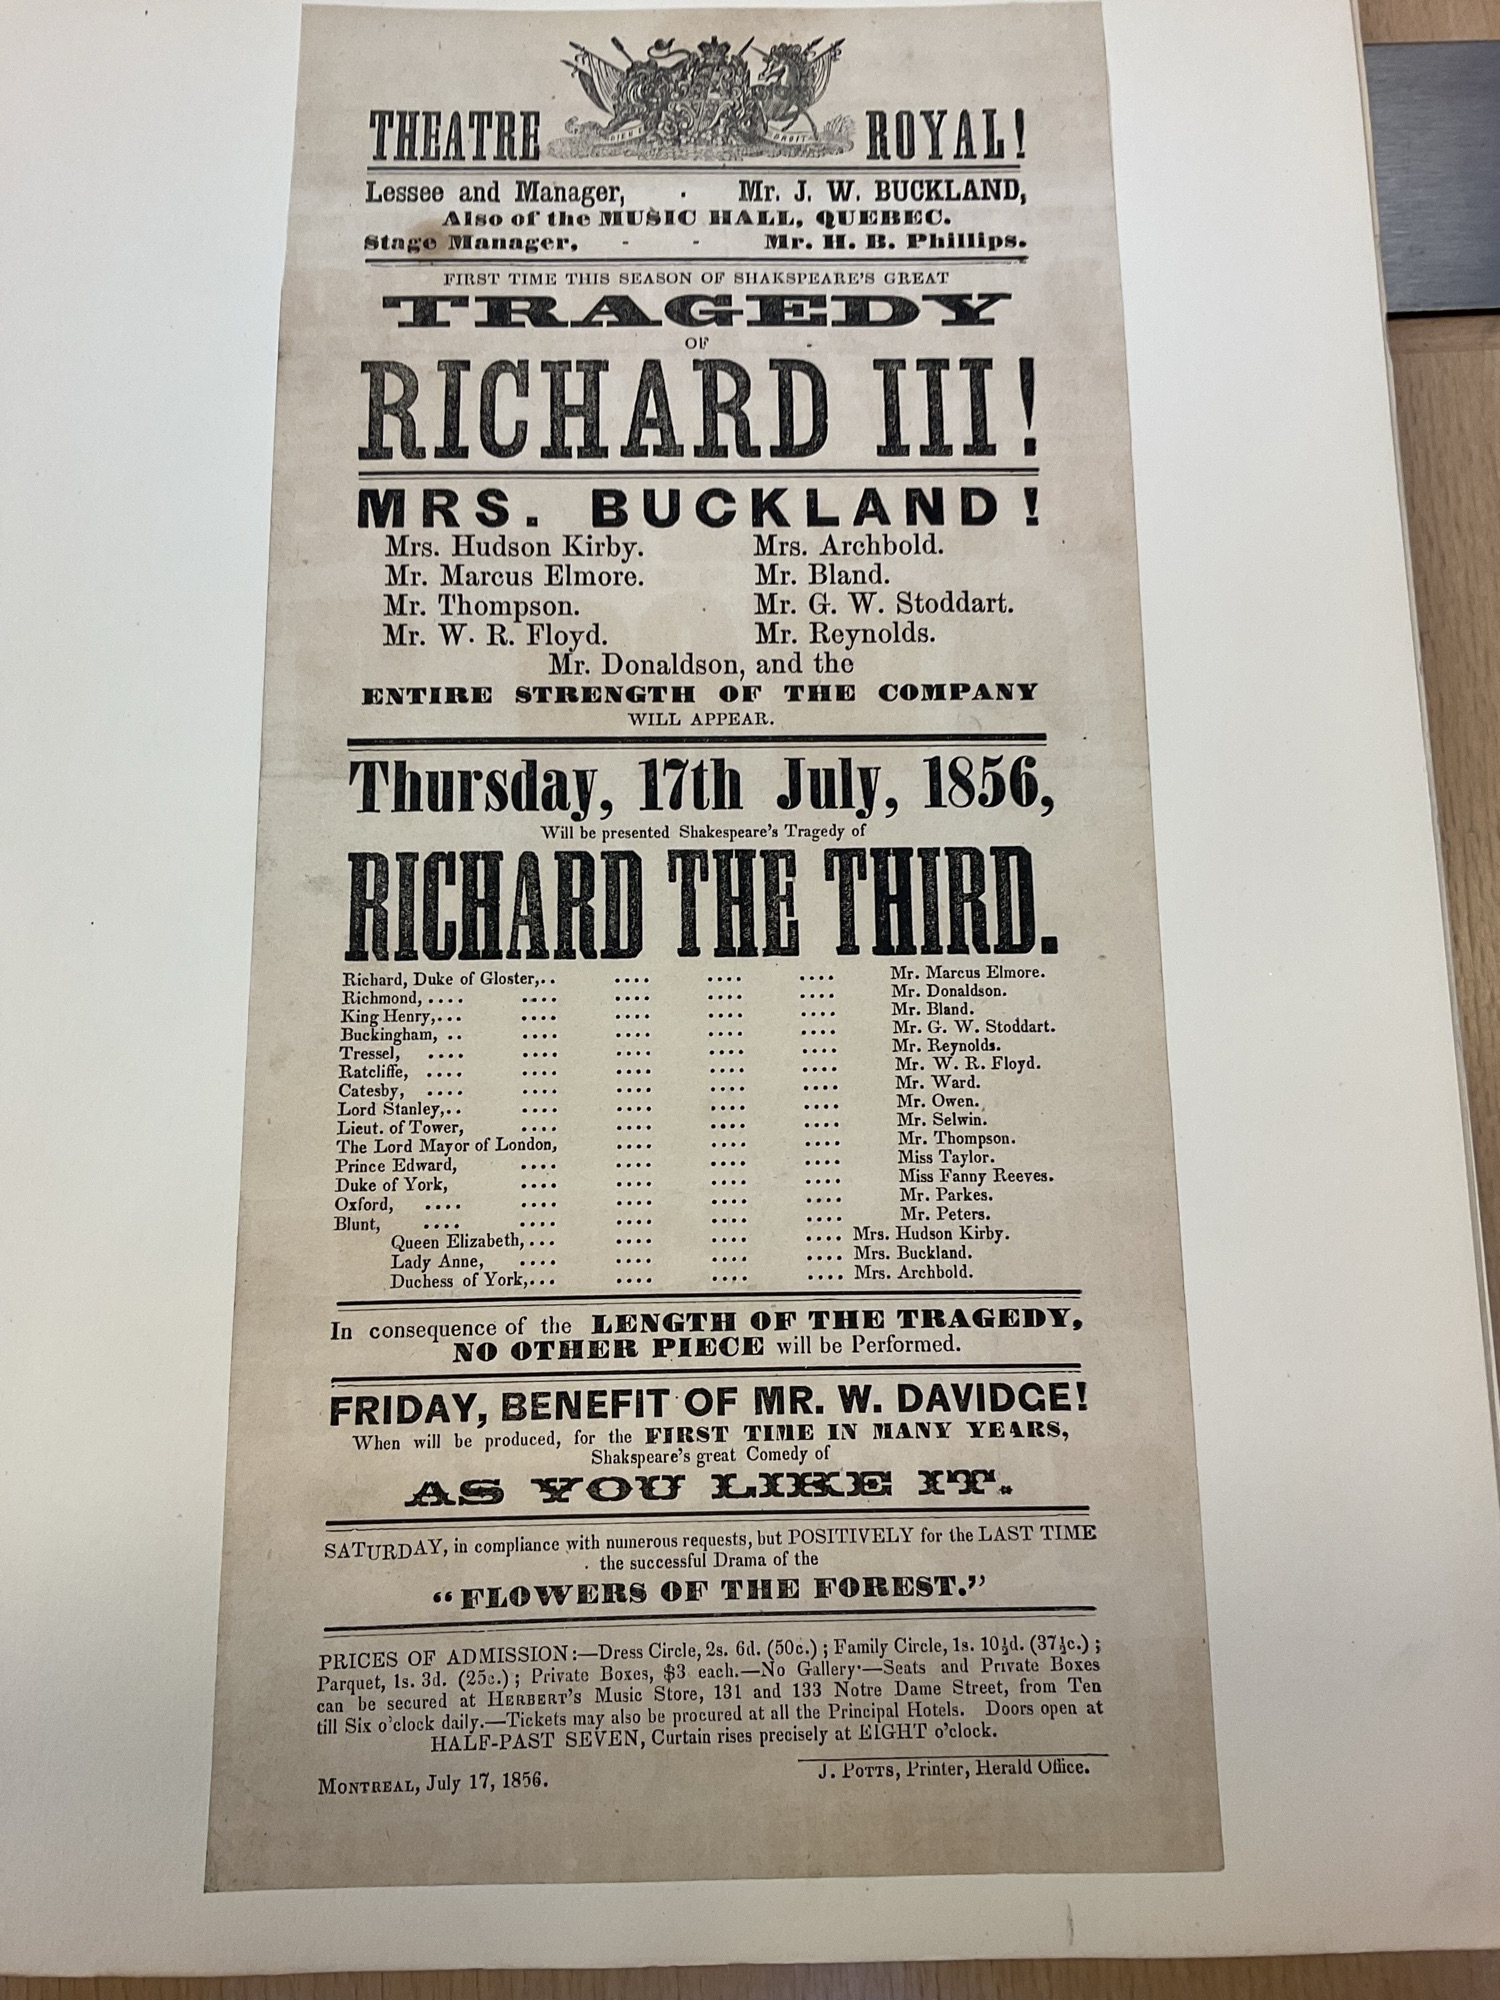 DIEU E DROIT
THEATRE ROYAL!
Lessee and Manager, · Mr. J. W. BUCKLAND,
Also of the MUSIC HALL, QUEBEC.
Stage Manager, - - Mr. H. B. Phillips.
FIRST TIME THIS SEASON OF SHAKSPEARE'S GREAT
TRAGEDY
OF
RICHARD III!
MRS. BUCKLAND!
Mrs. Hudson Kirby. Mrs. Archbold.
Mr. Marcus Elmore. Mr. Bland.
Mr. Thompson. Mr. G. W. Stoddart.
Mr. W. R. Floyd. Mr. Reynolds.
Mr. Donaldson, and the
ENTIRE STRENGTH OF THE COMPANY
WILL APPEAR.
Thursday, 17th July, 1856,
Will be presented Shakespeare's Tragedy of
RICHARD THE THIRD.
Richard, Duke of Gloster,.. .... .... .... Mr. Marcus Elmore.
Richmond, .... .... .... .... .... Mr. Donaldson.
King Henry,... .... .... .... .... Mr. Bland.
Buckingham, .. .... .... .... .... Mr. G. W. Stoddart.
Tressel, .... .... .... .... .... Mr. Reynolds.
Ratcliffe, .... .... .... .... .... Mr. W. R. Floyd.
Catesby, .... .... .... .... .... Mr. Ward.
Lord Stanley,.. .... .... .... .... Mr. Owen.
Lieut. of Tower, .... .... .... .... Mr. Selwin.
The Lord Mayor of London, .... .... .... Mr. Thompson.
Prince Edward, .... .... .... .... Miss Taylor.
Duke of York, .... .... .... .... Miss Fanny Reeves.
Oxford, .... .... .... .... .... Mr. Parkes.
Blunt, .... .... .... .... .... Mr. Peters.
Queen Elizabeth,... .... .... .... Mrs. Hudson Kirby.
Lady Anne, .... .... .... .... Mrs. Buckland.
Duchess of York,... .... .... .... Mrs. Archbold.
In consequence of the LENGTH OF THE TRAGEDY,
NO OTHER PIECE will be Performed.
FRIDAY, BENEFIT OF MR. W. DAVIDGE!
When will be produced, for the FIRST TIME IN MANY YEARS,
Shakspeare's great Comedy of
AS YOU LIKE IT.
SATURDAY, in compliance with numerous requests, but POSITIVELY for the LAST TIME
the successful Drama of the
"FLOWERS OF THE FOREST."
PRICES OF ADMISSION:—Dress Circle, 2s. 6d. (50c.) ; Family Circle, 1s. 10½d. (37½c.) ;
Parquet, 1s. 3d. (25c.) ; Private Boxes, $3 each.—No Gallery·—Seats and Private Boxes
can be secured at HERBERT'S Music Store, 131 and 133 Notre Dame Street, from Ten
till Six o'clock daily.—Tickets may also be procured at all the Principal Hotels. Doors open at
HALF-PAST SEVEN, Curtain rises precisely at EIGHT o'clock.
MONTREAL, July 17, 1856. J. POTTS, Printer, Herald Office.